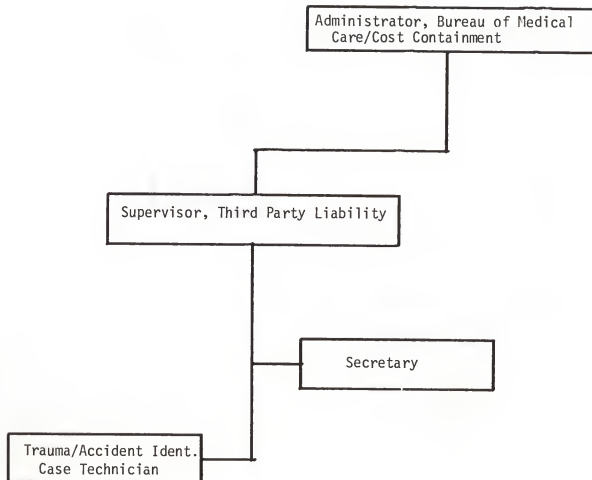 Administrator, Bureau of Medical
Care/Cost Containment
Supervisor, Third Party Liability
Secretary
Trauma/Accident Ident.
Case Technician